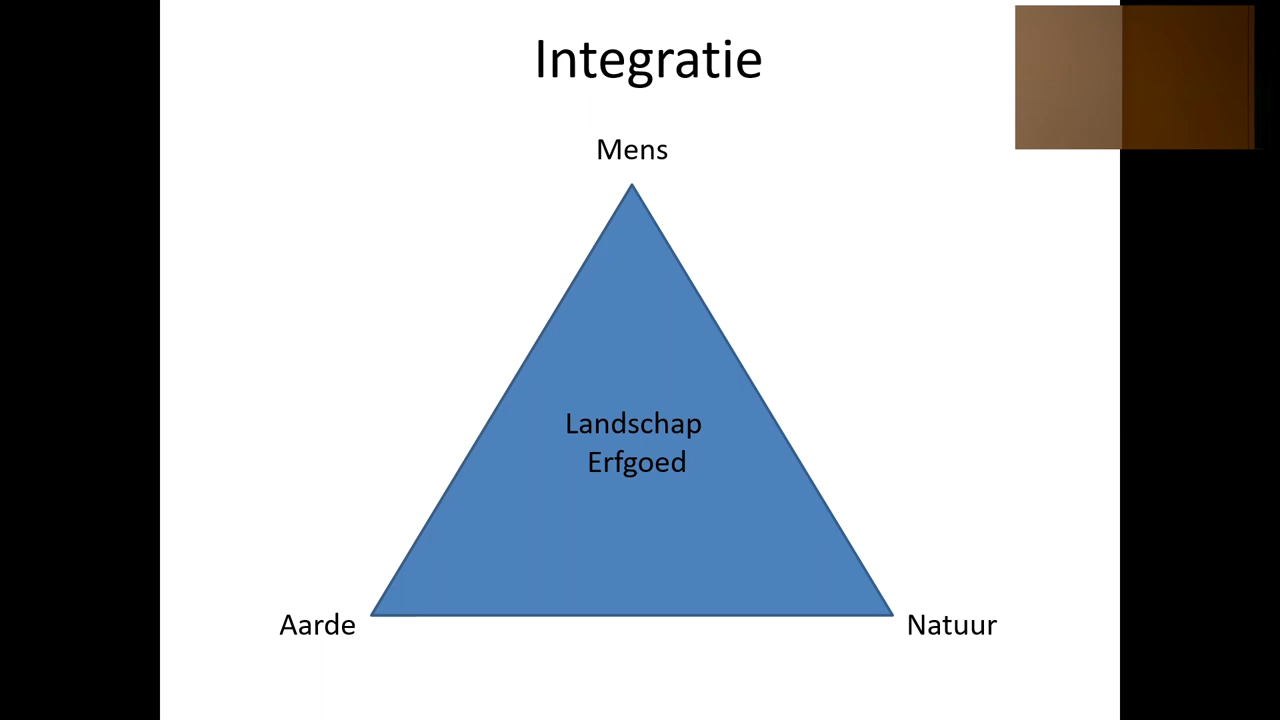 Integratie
Mens
Landschap
Erfgoed
Aarde
Natuur